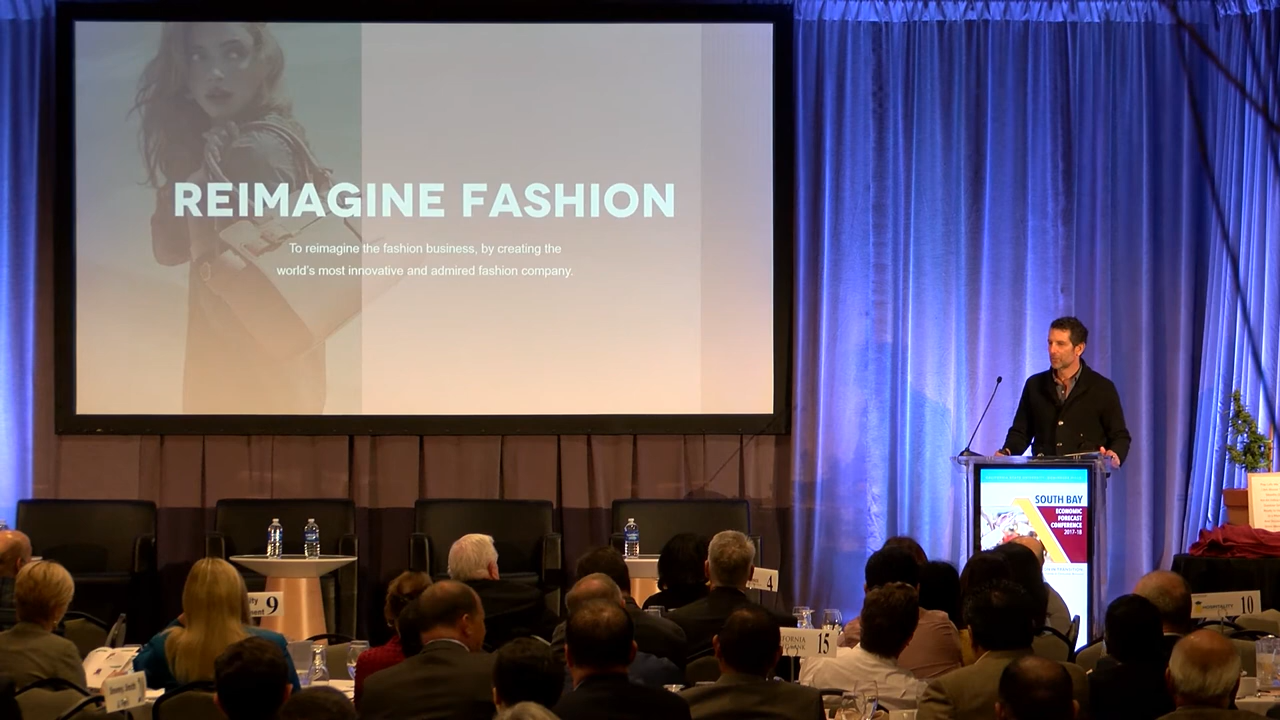 REIMAGINE FASHION
To reimagine the fashion business, by creating the
world's most innovative and admired fashion company.
SOUTH BAY
ECONOMIC
FORECAST
CONFERENCE
2017-18
4
9
15
10